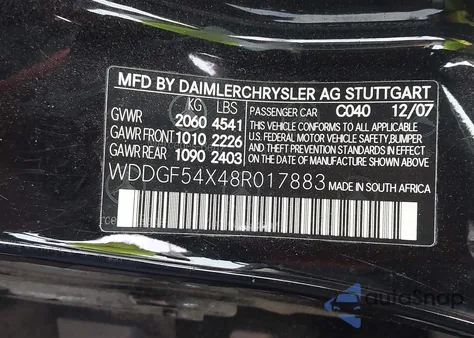 MFD BY DAIMLERCHRYSLER AG STUTTGART
KG LBS
GVWR 2060 4541
GAWR FRONT 1010 2226
GAWR REAR 1090 2403
PASSENGER CAR C040 12/07
THIS VEHICLE CONFORMS TO ALL APPLICABLE
U.S. FEDERAL MOTOR VEHICLE
SAFETY, BUMPER, AND THEFT PREVENTION
STANDARDS IN EFFECT ON THE DATE OF
MANUFACTURE SHOWN ABOVE.
WDDGF54X48R017883 MADE IN SOUTH AFRICA
autoSnap